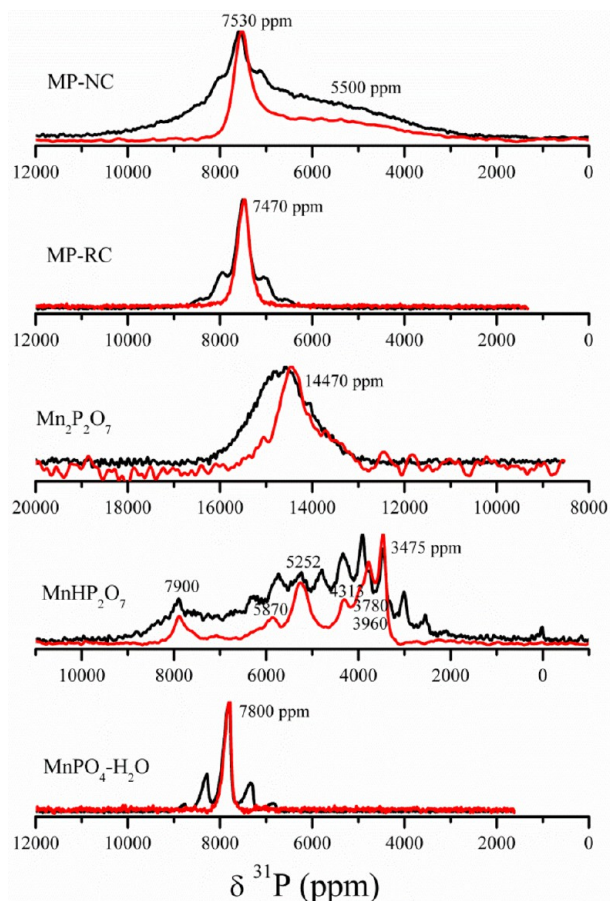 7530 ppm
MP-NC
5500 ppm
12000 10000 8000 6000 4000 2000 0
7470 ppm
MP-RC
12000 10000 8000 6000 4000 2000 0
14470 ppm
Mn₂P₂O₇
20000 18000 16000 14000 12000 10000 8000
3475 ppm
5252
MnHP₂O₇
7900
4315
5870
3780
3960
10000 8000 6000 4000 2000 0
7800 ppm
MnPO₄-H₂O
12000 10000 8000 6000 4000 2000 0
δ ³¹P (ppm)